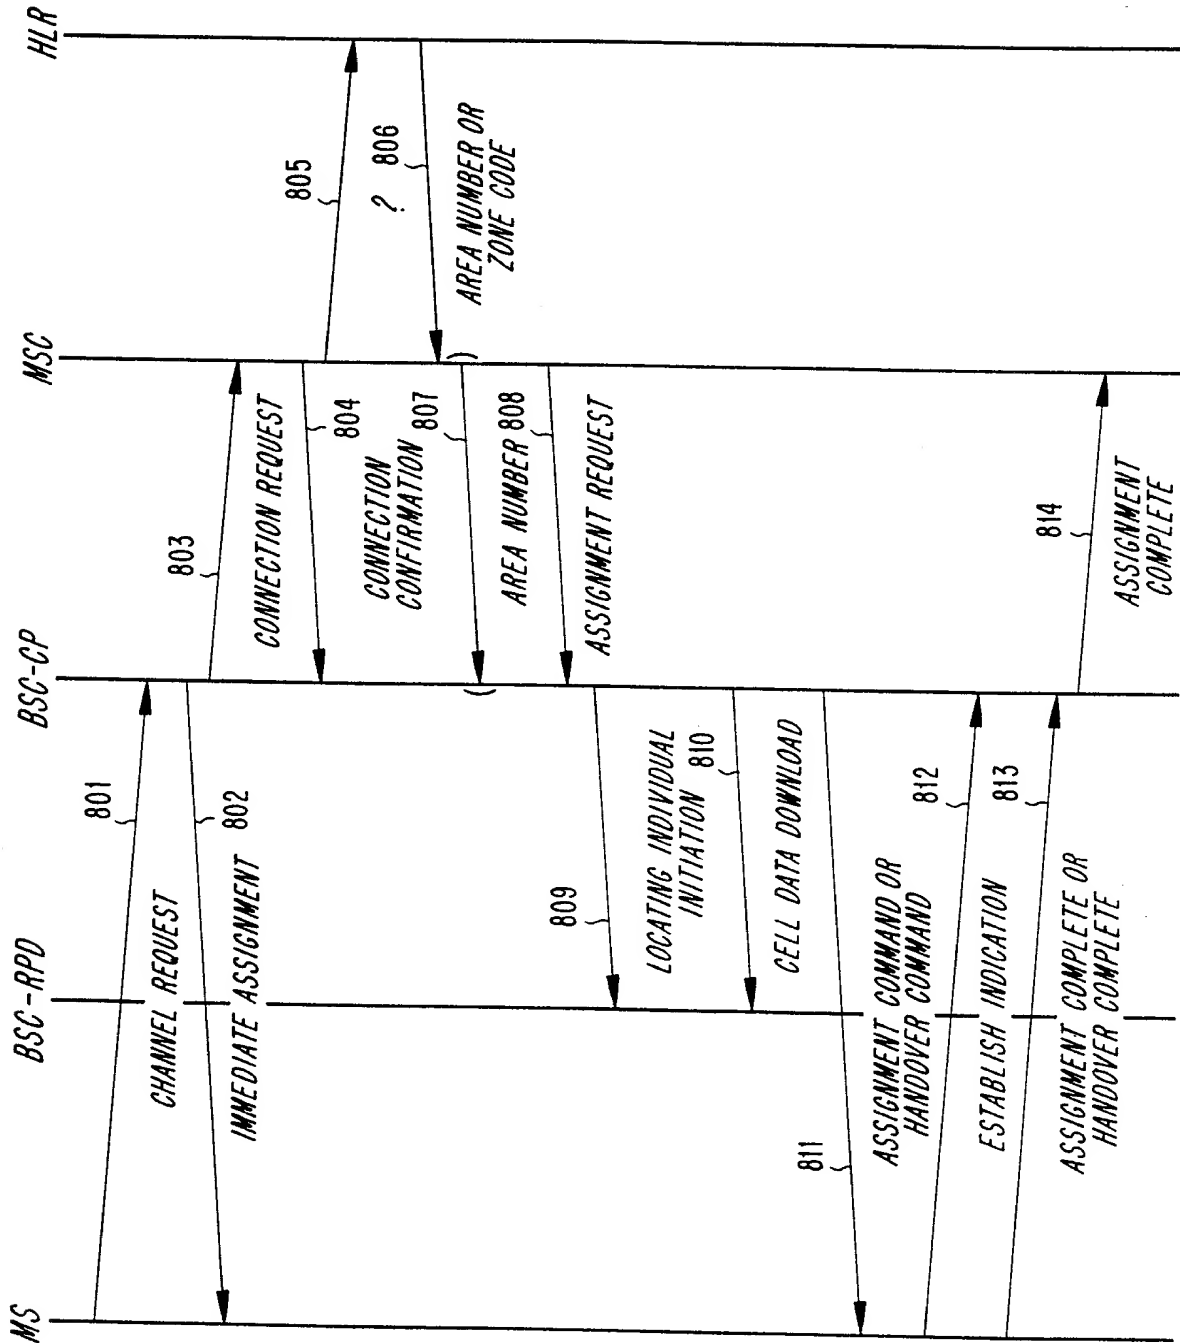 MS
BSC-RPD
BSC-CP
MSC
HLR
801
CHANNEL REQUEST
802
IMMEDIATE ASSIGNMENT
803
CONNECTION REQUEST
804
CONNECTION
CONFIRMATION
805
?
806
AREA NUMBER OR
ZONE CODE
807
( )
AREA NUMBER
808
ASSIGNMENT REQUEST
809
LOCATING INDIVIDUAL
INITIATION
810
CELL DATA DOWNLOAD
811
ASSIGNMENT COMMAND OR
HANDOVER COMMAND
812
ESTABLISH INDICATION
813
ASSIGNMENT COMPLETE OR
HANDOVER COMPLETE
814
ASSIGNMENT
COMPLETE